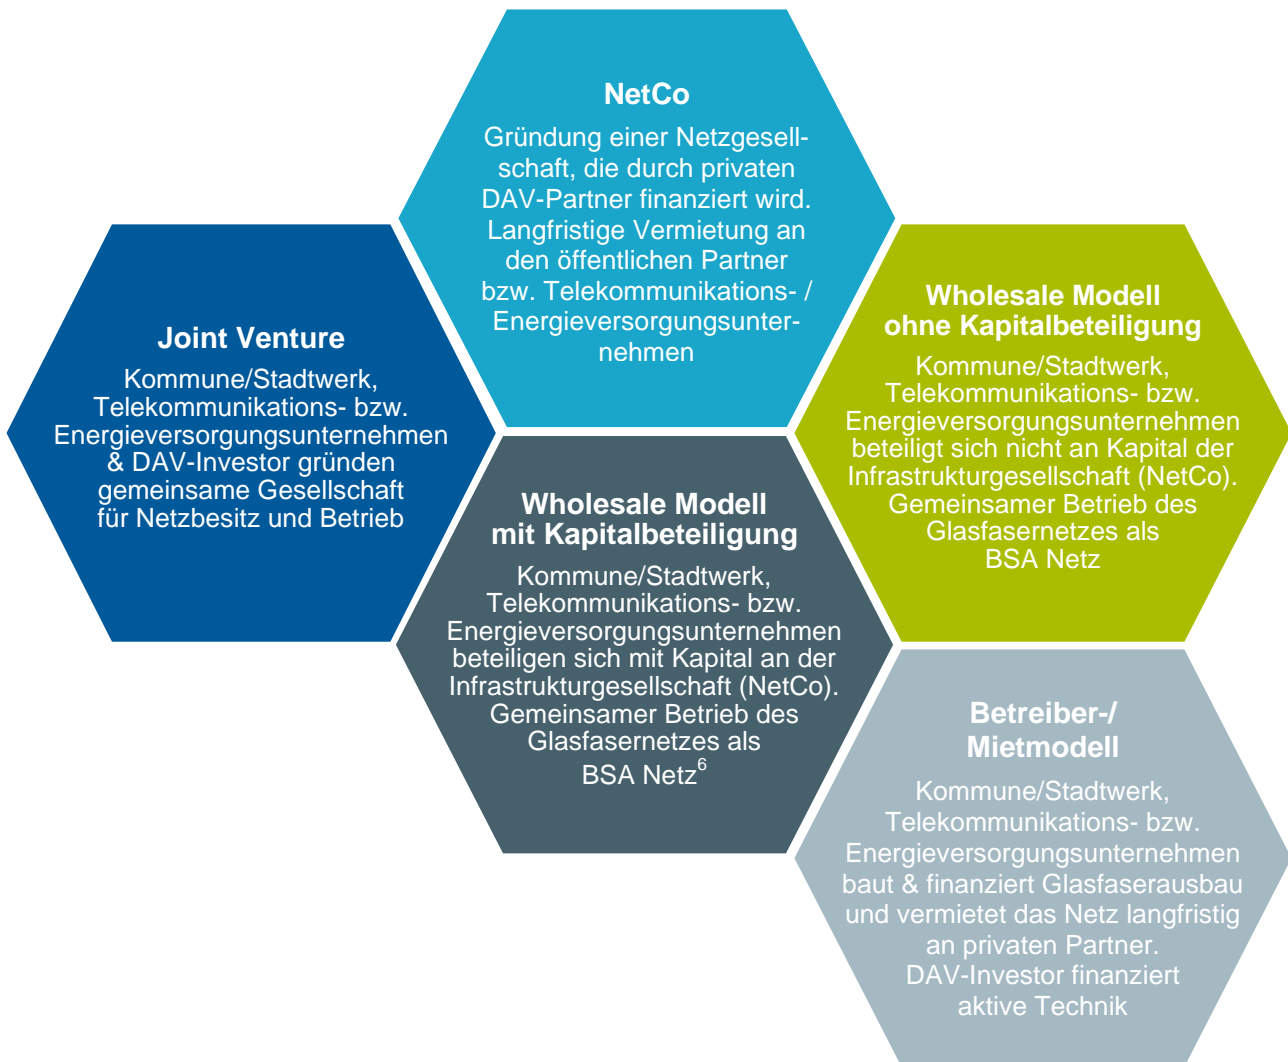 NetCo
Gründung einer Netzgesell-
schaft, die durch privaten
DAV-Partner finanziert wird.
Langfristige Vermietung an
den öffentlichen Partner
bzw. Telekommunikations- /
Energieversorgungsunter-
nehmen
Joint Venture
Kommune/Stadtwerk,
Telekommunikations- bzw.
Energieversorgungsunternehmen
& DAV-Investor gründen
gemeinsame Gesellschaft
für Netzbesitz und Betrieb
Wholesale Modell
ohne Kapitalbeteiligung
Kommune/Stadtwerk,
Telekommunikations- bzw.
Energieversorgungsunternehmen
beteiligt sich nicht an Kapital der
Infrastrukturgesellschaft (NetCo).
Gemeinsamer Betrieb des
Glasfasernetzes als
BSA Netz
Wholesale Modell
mit Kapitalbeteiligung
Kommune/Stadtwerk,
Telekommunikations- bzw.
Energieversorgungsunternehmen
beteiligen sich mit Kapital an der
Infrastrukturgesellschaft (NetCo).
Gemeinsamer Betrieb des
Glasfasernetzes als
BSA Netz⁶
Betreiber-/
Mietmodell
Kommune/Stadtwerk,
Telekommunikations- bzw.
Energieversorgungsunternehmen
baut & finanziert Glasfaserausbau
und vermietet das Netz langfristig
an privaten Partner.
DAV-Investor finanziert
aktive Technik